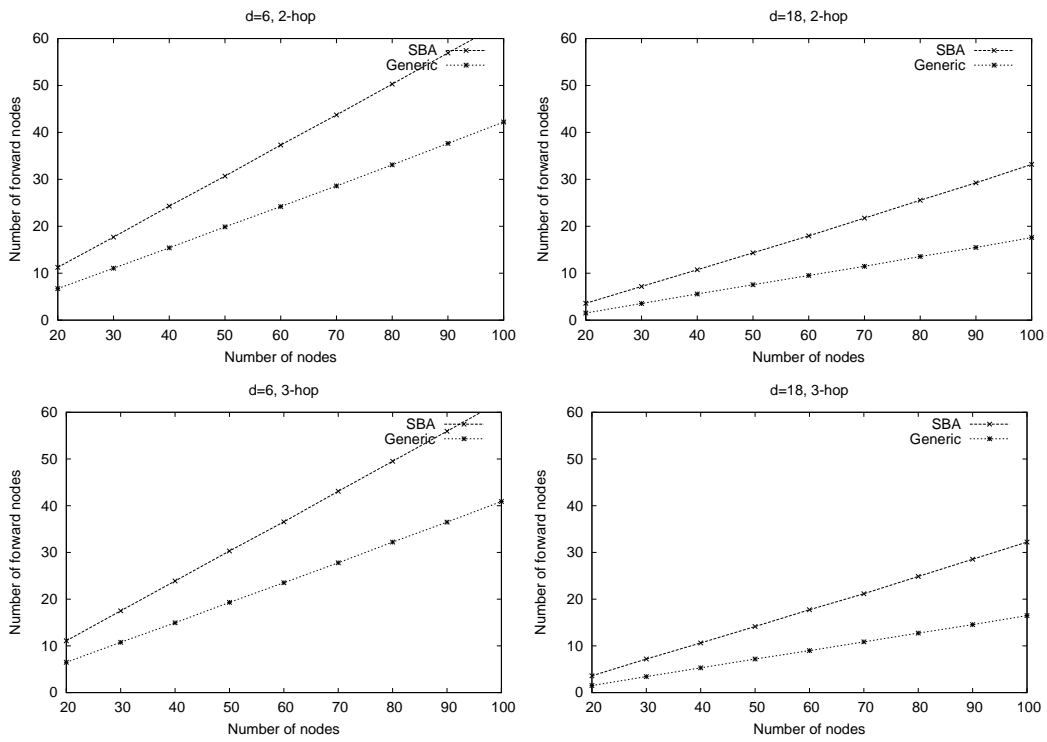 d=6, 2-hop
60
50
40
30
20
10
0
Number of forward nodes
SBA
Generic
20 30 40 50 60 70 80 90 100
Number of nodes
d=18, 2-hop
60
50
40
30
20
10
0
Number of forward nodes
SBA
Generic
20 30 40 50 60 70 80 90 100
Number of nodes
d=6, 3-hop
60
50
40
30
20
10
0
Number of forward nodes
SBA
Generic
20 30 40 50 60 70 80 90 100
Number of nodes
d=18, 3-hop
60
50
40
30
20
10
0
Number of forward nodes
SBA
Generic
20 30 40 50 60 70 80 90 100
Number of nodes